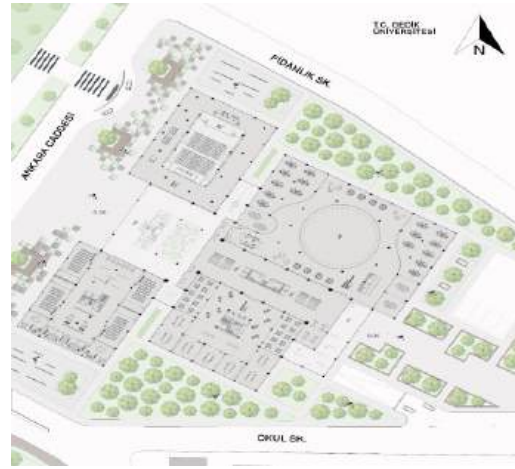 T.C. GEDİK
ÜNİVERSİTESİ
N
FİDANLIK SK.
ANKARA CADDESİ
OKUL SK.